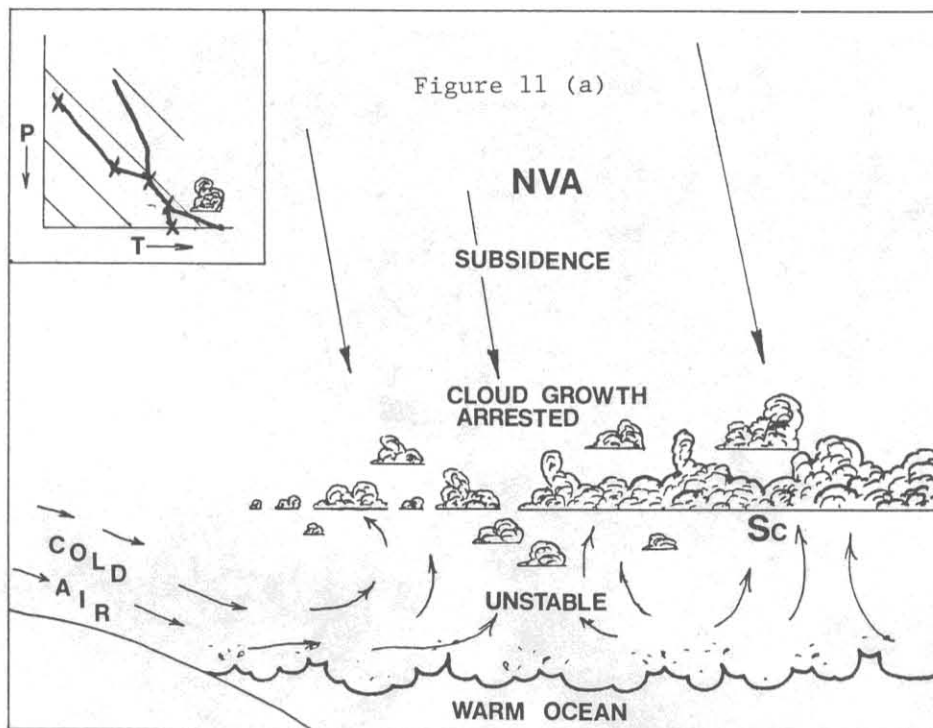 Figure 11 (a)
P
T
NVA
SUBSIDENCE
CLOUD GROWTH
ARRESTED
Sc
COLD
AIR
UNSTABLE
WARM OCEAN